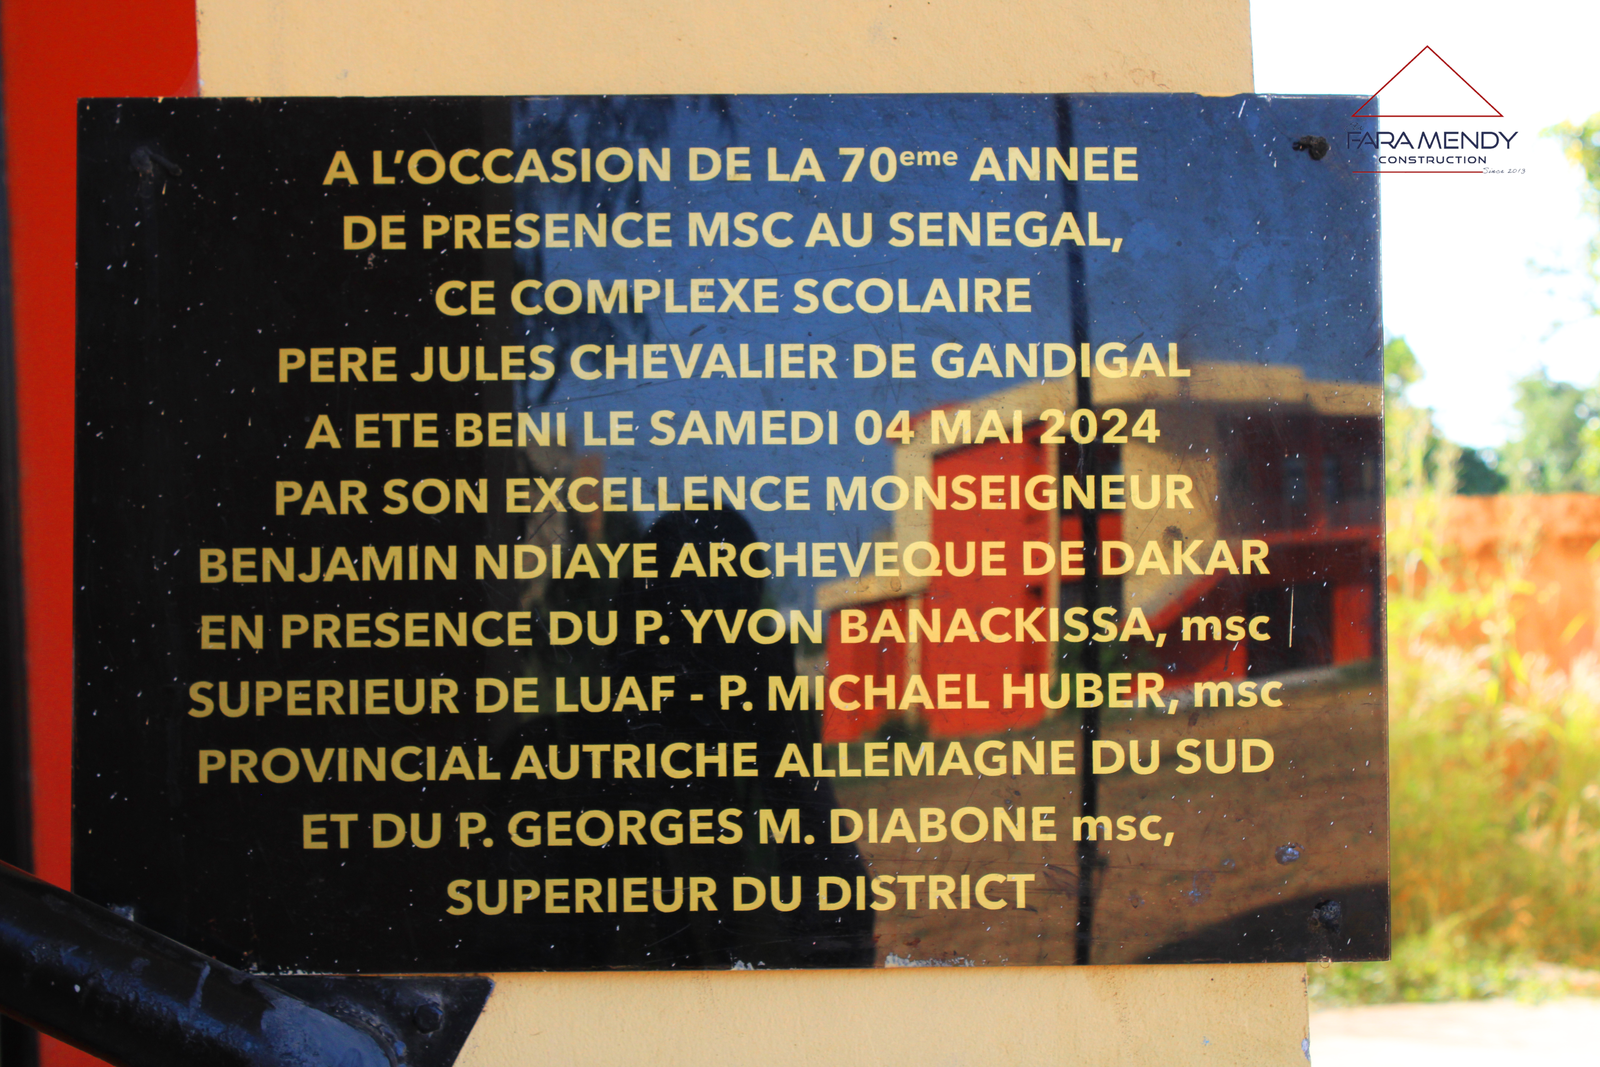 A L'OCCASION DE LA 70eme ANNEE
DE PRESENCE MSC AU SENEGAL,
CE COMPLEXE SCOLAIRE
PERE JULES CHEVALIER DE GANDIGAL
A ETE BENI LE SAMEDI 04 MAI 2024
PAR SON EXCELLENCE MONSEIGNEUR
BENJAMIN NDIAYE ARCHEVEQUE DE DAKAR
EN PRESENCE DU P. YVON BANACKISSA, msc
SUPERIEUR DE LUAF - P. MICHAEL HUBER, msc
PROVINCIAL AUTRICHE ALLEMAGNE DU SUD
ET DU P. GEORGES M. DIABONE msc,
SUPERIEUR DU DISTRICT
FARA MENDY
CONSTRUCTION
Since 2013